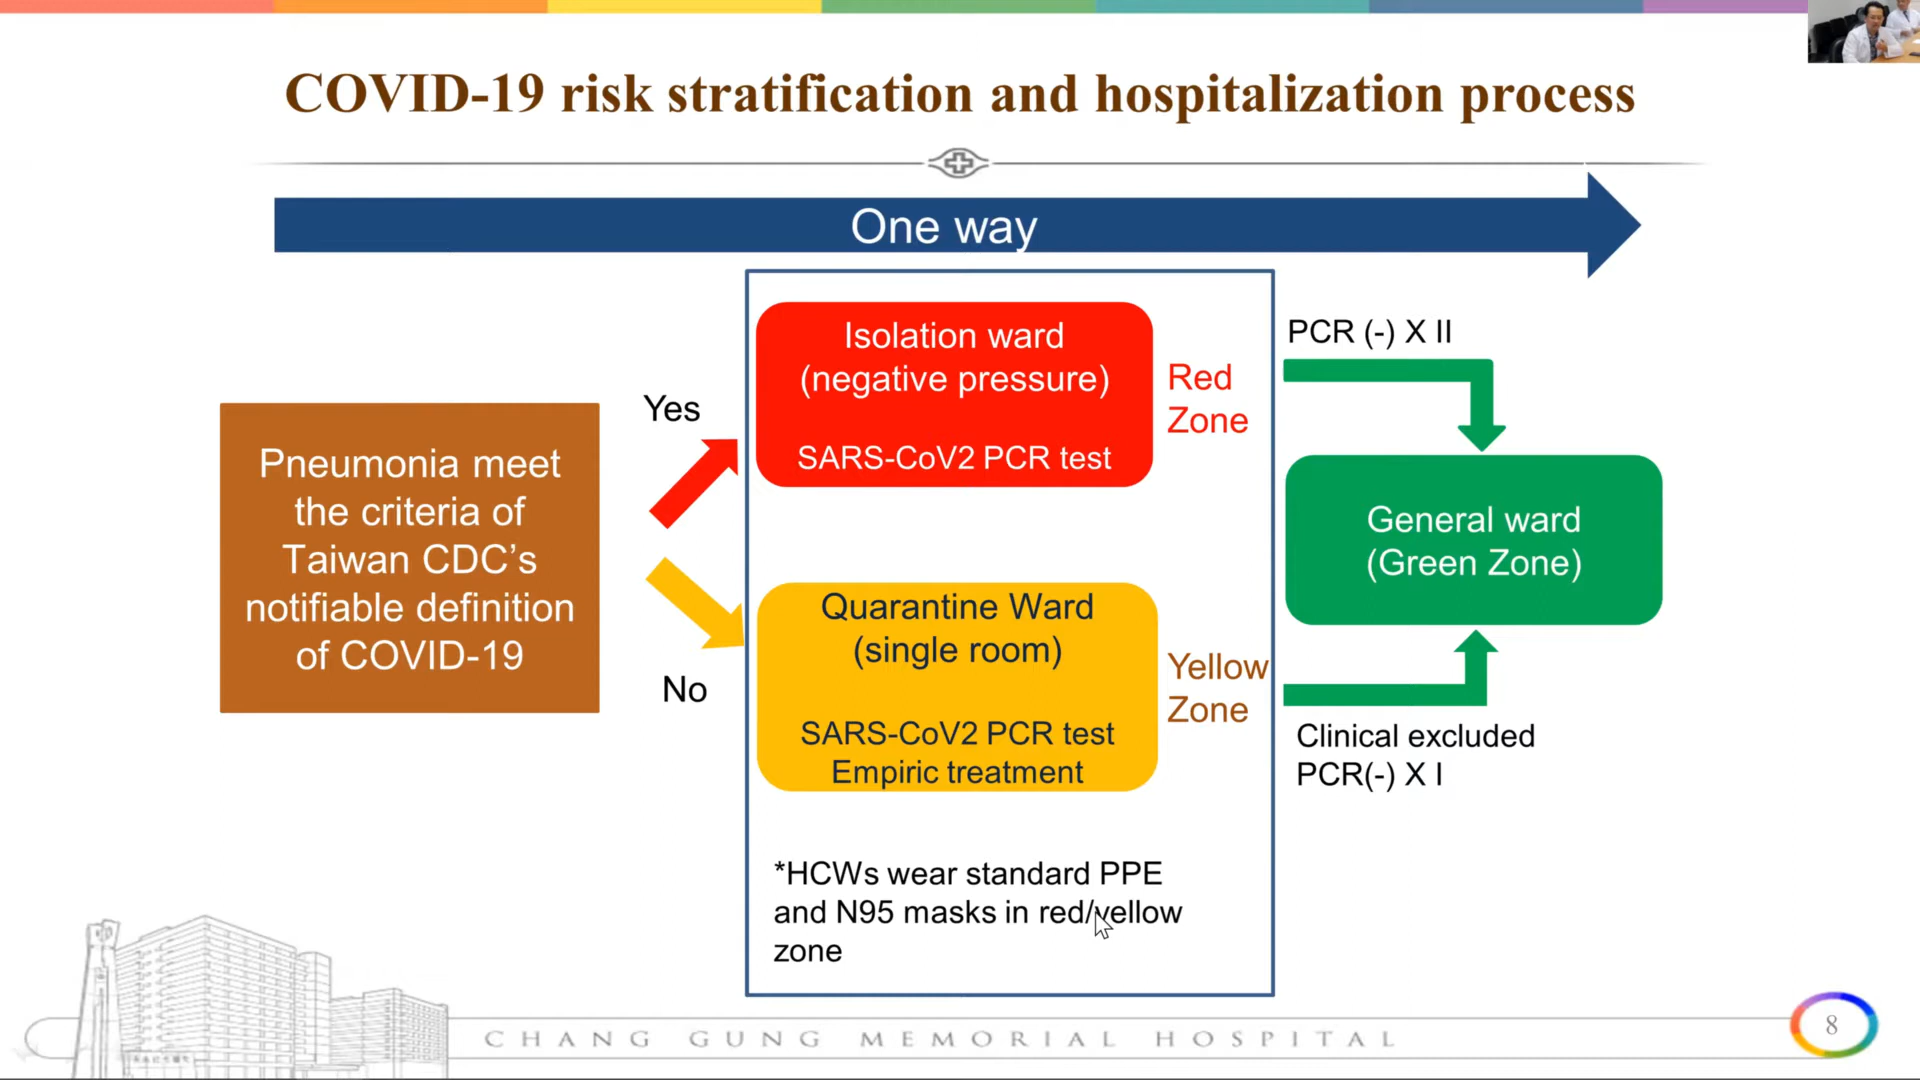 COVID-19 risk stratification and hospitalization process
One way
Pneumonia meet
the criteria of
Taiwan CDC’s
notifiable definition
of COVID-19
Yes
No
Isolation ward
(negative pressure)
SARS-CoV2 PCR test
Red
Zone
Quarantine Ward
(single room)
SARS-CoV2 PCR test
Empiric treatment
Yellow
Zone
*HCWs wear standard PPE
and N95 masks in red/yellow
zone
PCR (-) X II
General ward
(Green Zone)
Clinical excluded
PCR(-) X I
CHANG GUNG MEMORIAL HOSPITAL
8